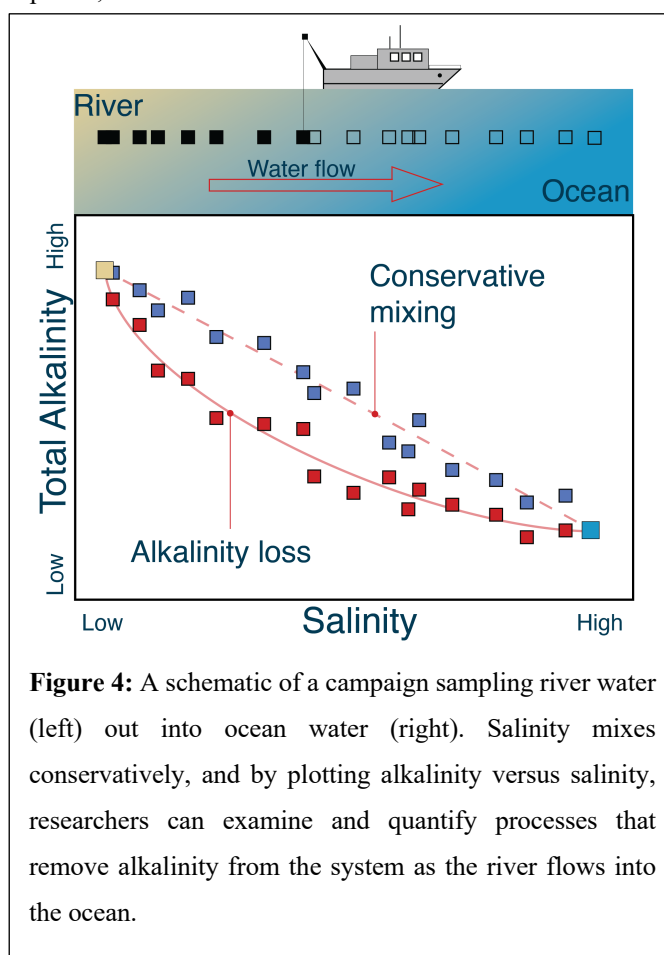 River
Water flow
Ocean
High
Conservative
mixing
Total Alkalinity
Alkalinity loss
Low
Low
Salinity
High
Figure 4: A schematic of a campaign sampling river water
(left) out into ocean water (right). Salinity mixes
conservatively, and by plotting alkalinity versus salinity,
researchers can examine and quantify processes that
remove alkalinity from the system as the river flows into
the ocean.